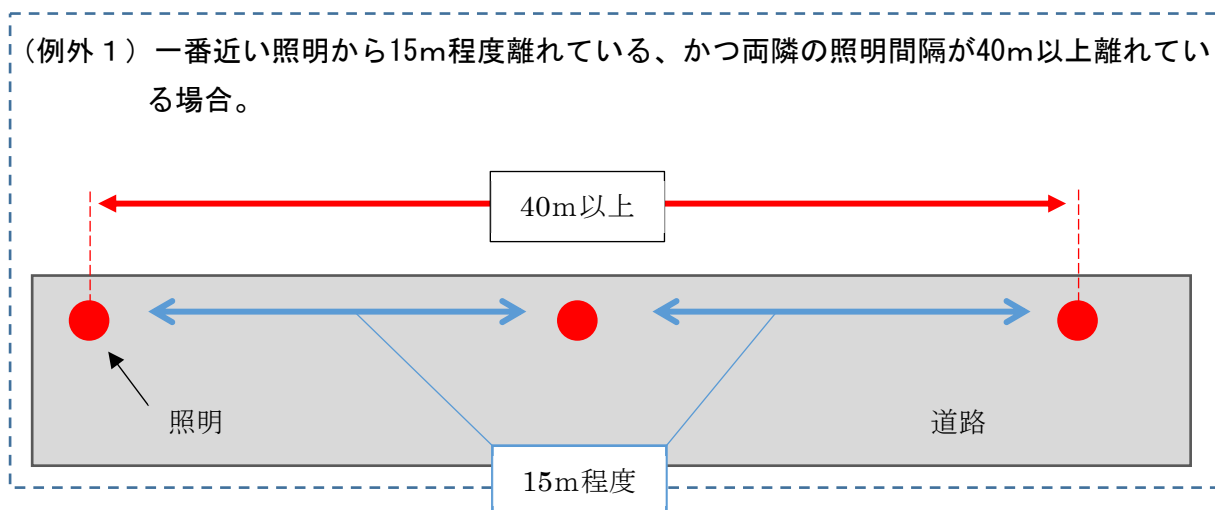 （例外１）一番近い照明から15ｍ程度離れている、かつ両隣の照明間隔が40ｍ以上離れてい
る場合。
40ｍ以上
照明
道路
15ｍ程度